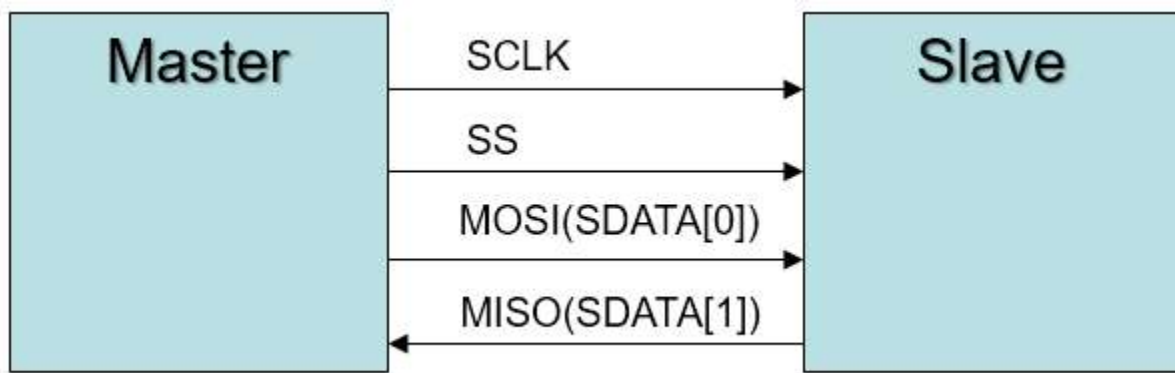 Master
Slave
SCLK
SS
MOSI(SDATA[0])
MISO(SDATA[1])